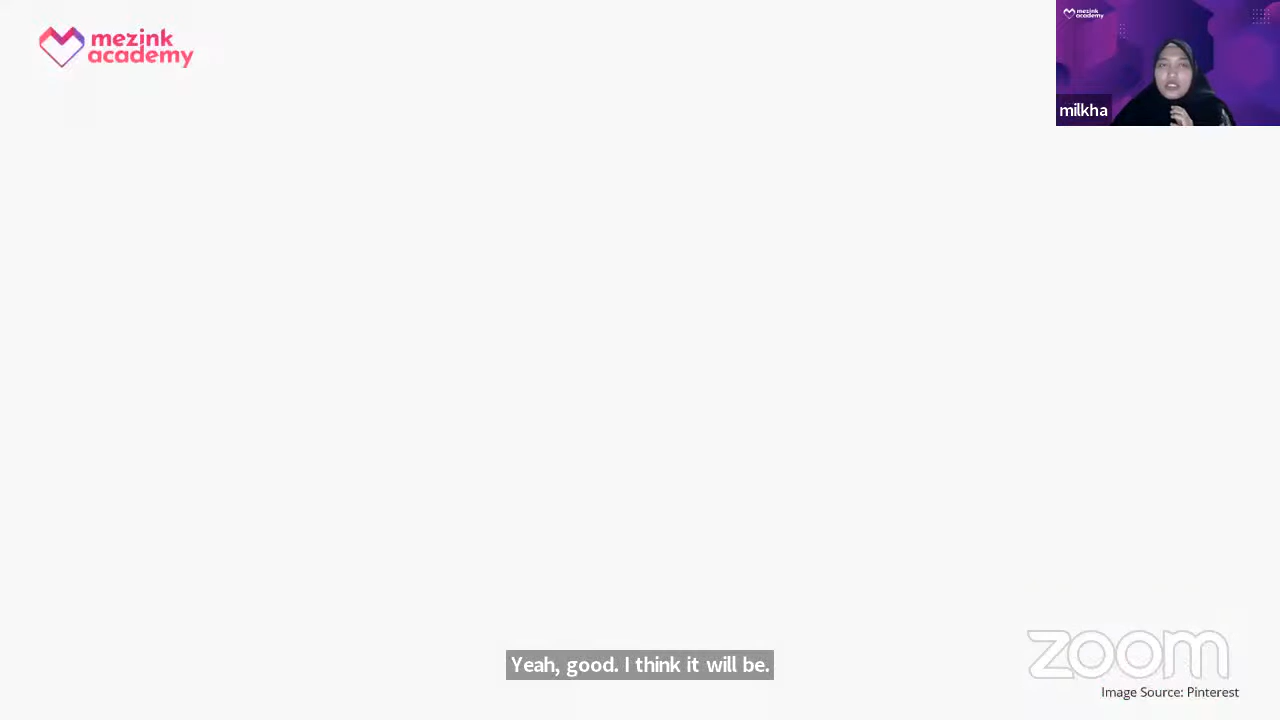 mezink
academy
mezink
academy
milkha
Yeah, good. I think it will be.
zoom
Image Source: Pinterest